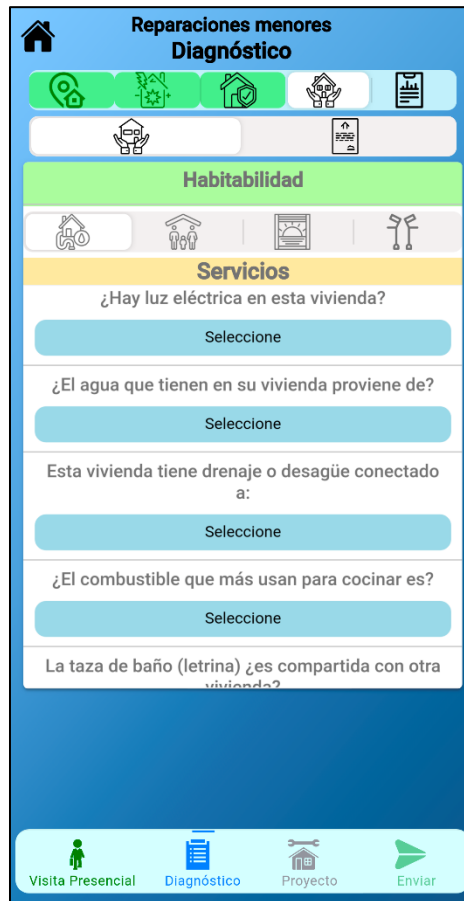 Reparaciones menores
Diagnóstico
Habitabilidad
Servicios
¿Hay luz eléctrica en esta vivienda?
Seleccione
¿El agua que tienen en su vivienda proviene de?
Seleccione
Esta vivienda tiene drenaje o desagüe conectado
a:
Seleccione
¿El combustible que más usan para cocinar es?
Seleccione
La taza de baño (letrina) ¿es compartida con otra
vivienda?
Visita Presencial
Diagnóstico
Proyecto
Enviar